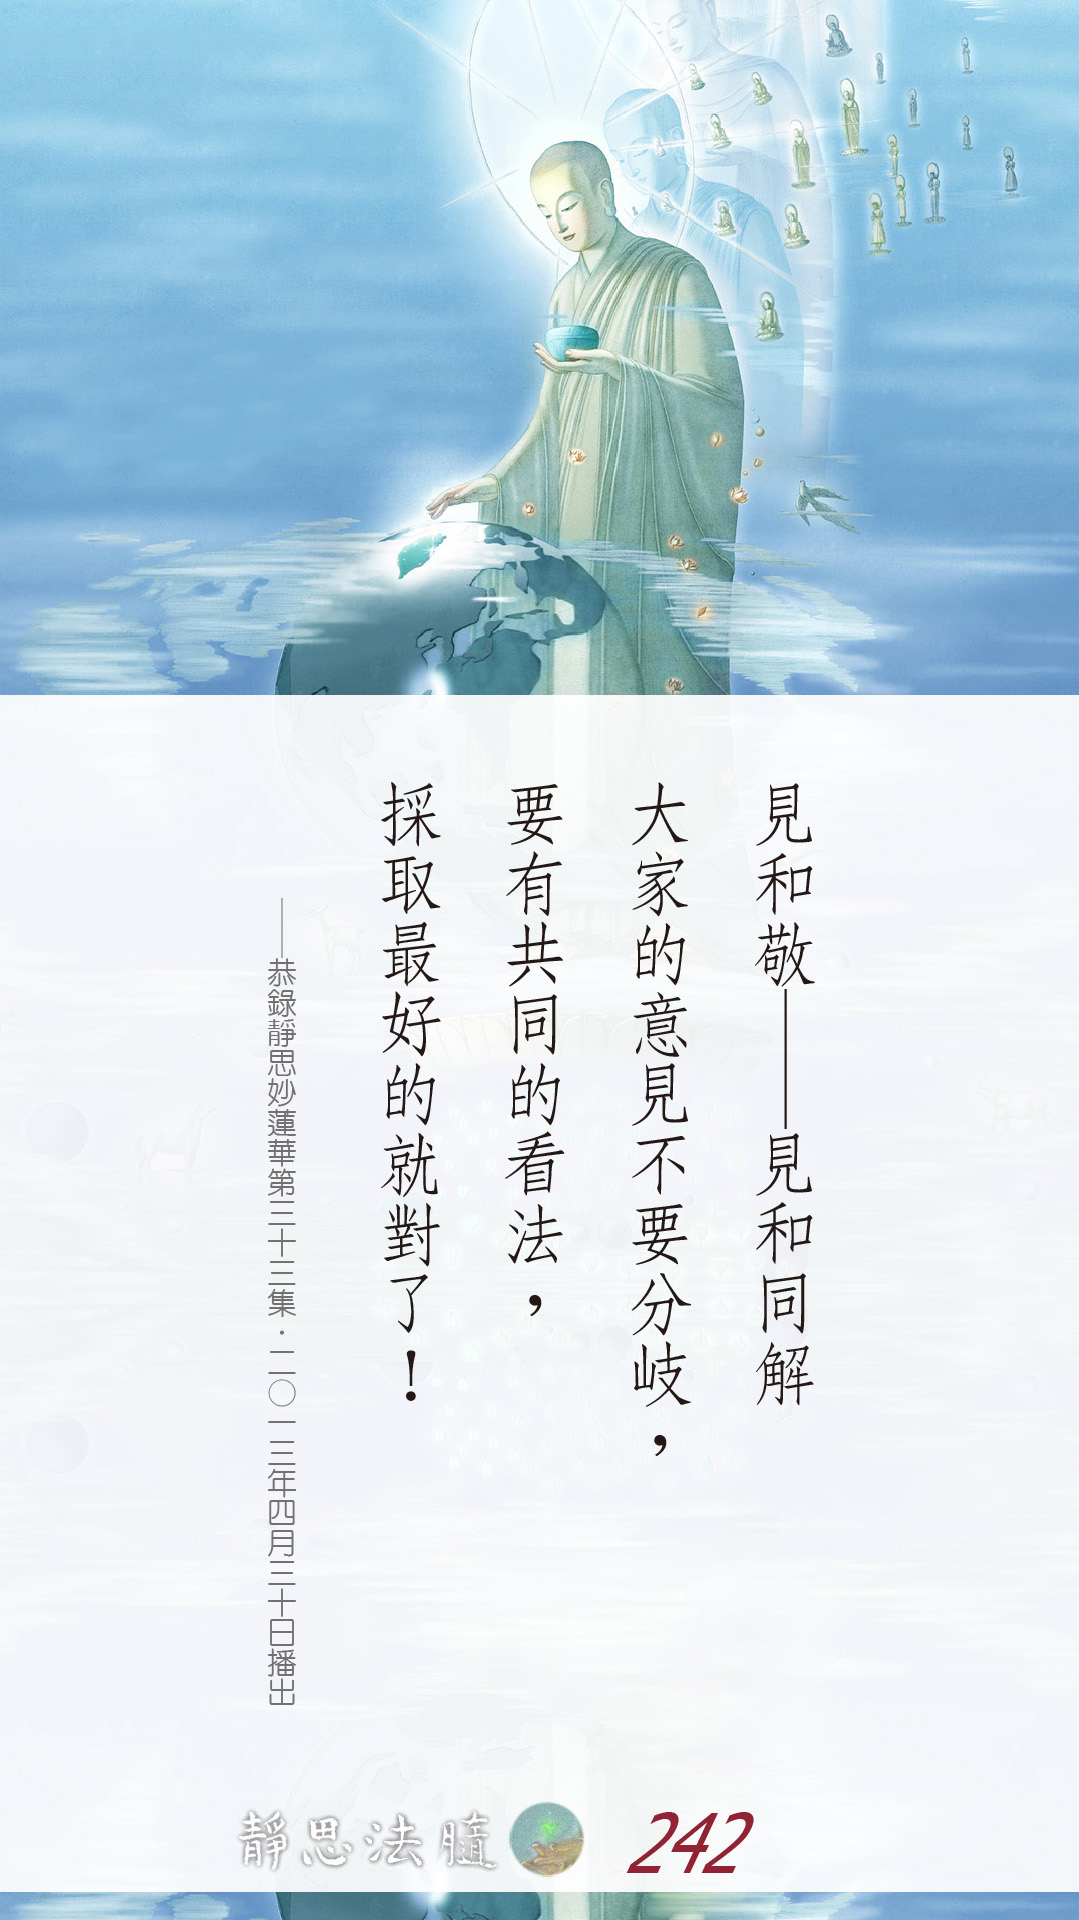 見和敬——見和同解
大家的意見不要分岐，
要有共同的看法，
採取最好的就對了！
——恭錄靜思妙蓮華第三十三集．二〇一三年四月三十日播出
靜思法髓
242